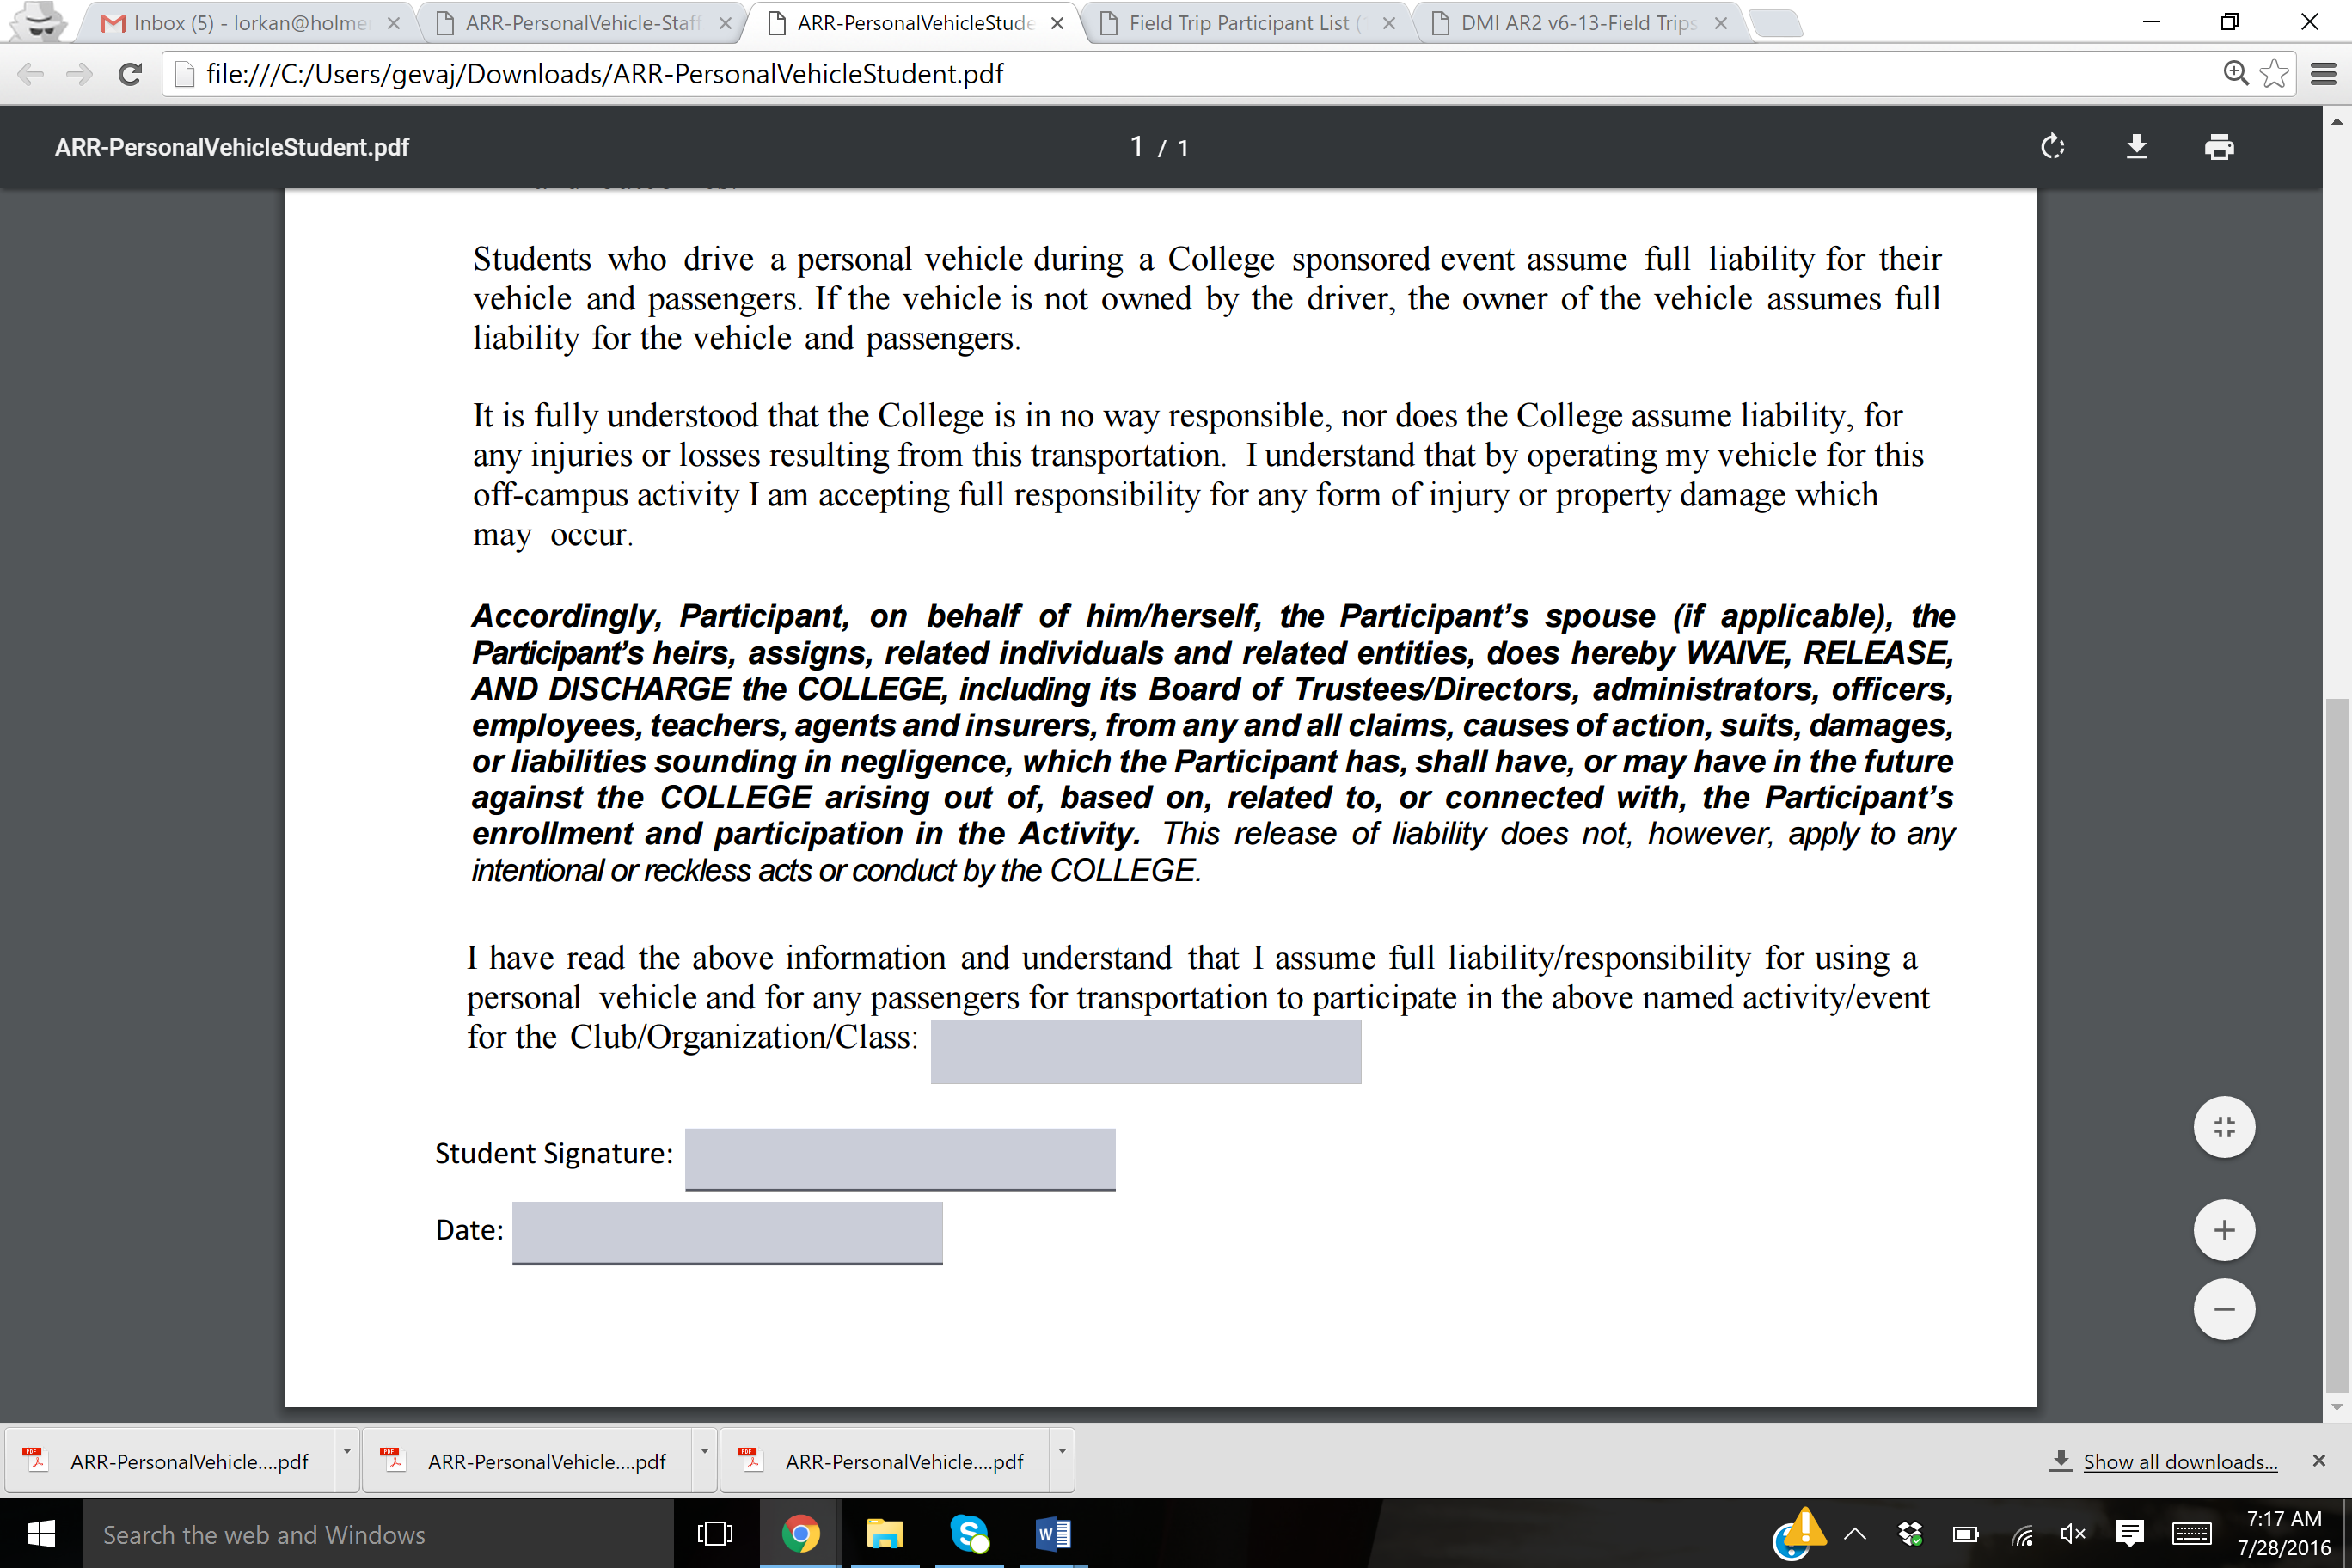 Inbox (5) - lorkan@holme
ARR-PersonalVehicle-Staff
ARR-PersonalVehicleStude
Field Trip Participant List (
DMI AR2 v6-13-Field Trips
file:///C:/Users/gevaj/Downloads/ARR-PersonalVehicleStudent.pdf
ARR-PersonalVehicleStudent.pdf
1 / 1
Students who drive a personal vehicle during a College sponsored event assume full liability for their
vehicle and passengers. If the vehicle is not owned by the driver, the owner of the vehicle assumes full
liability for the vehicle and passengers.
It is fully understood that the College is in no way responsible, nor does the College assume liability, for
any injuries or losses resulting from this transportation. I understand that by operating my vehicle for this
off-campus activity I am accepting full responsibility for any form of injury or property damage which
may occur.
Accordingly, Participant, on behalf of him/herself, the Participant's spouse (if applicable), the
Participant's heirs, assigns, related individuals and related entities, does hereby WAIVE, RELEASE,
AND DISCHARGE the COLLEGE, including its Board of Trustees/Directors, administrators, officers,
employees, teachers, agents and insurers, from any and all claims, causes of action, suits, damages,
or liabilities sounding in negligence, which the Participant has, shall have, or may have in the future
against the COLLEGE arising out of, based on, related to, or connected with, the Participant's
enrollment and participation in the Activity. This release of liability does not, however, apply to any
intentional or reckless acts or conduct by the COLLEGE.
I have read the above information and understand that I assume full liability/responsibility for using a
personal vehicle and for any passengers for transportation to participate in the above named activity/event
for the Club/Organization/Class:
Student Signature:
Date:
ARR-PersonalVehicle....pdf
ARR-PersonalVehicle....pdf
ARR-PersonalVehicle....pdf
Show all downloads...
Search the web and Windows
7:17 AM
7/28/2016